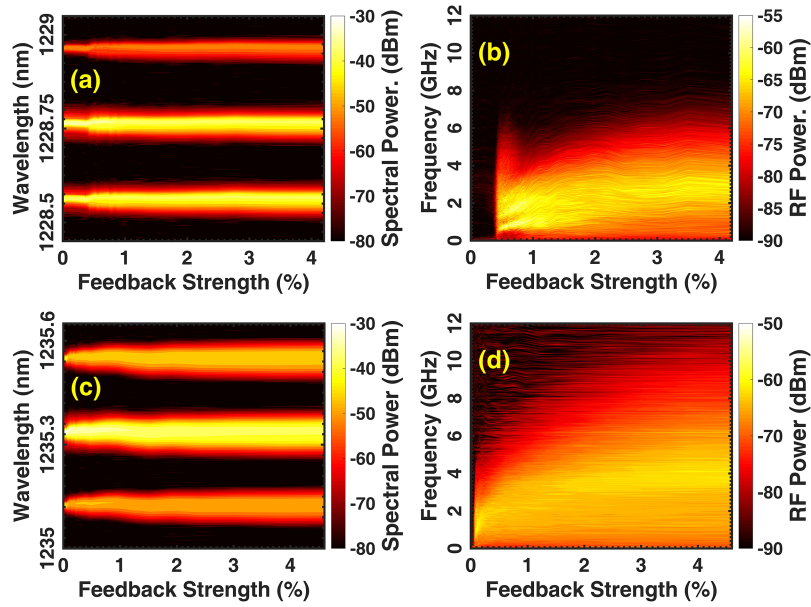 (a)
Wavelength (nm)
1229
1228.75
1228.5
0 1 2 3 4
Feedback Strength (%)
-30
-40
-50
-60
-70
-80
Spectral Power. (dBm)
(b)
Frequency (GHz)
12
10
8
6
4
2
0
0 1 2 3 4
Feedback Strength (%)
-55
-60
-65
-70
-75
-80
-85
-90
RF Power. (dBm)
(c)
Wavelength (nm)
1235.6
1235.3
1235
0 1 2 3 4
Feedback Strength (%)
-30
-40
-50
-60
-70
-80
Spectral Power (dBm)
(d)
Frequency (GHz)
12
10
8
6
4
2
0
0 1 2 3 4
Feedback Strength (%)
-50
-60
-70
-80
-90
RF Power (dBm)